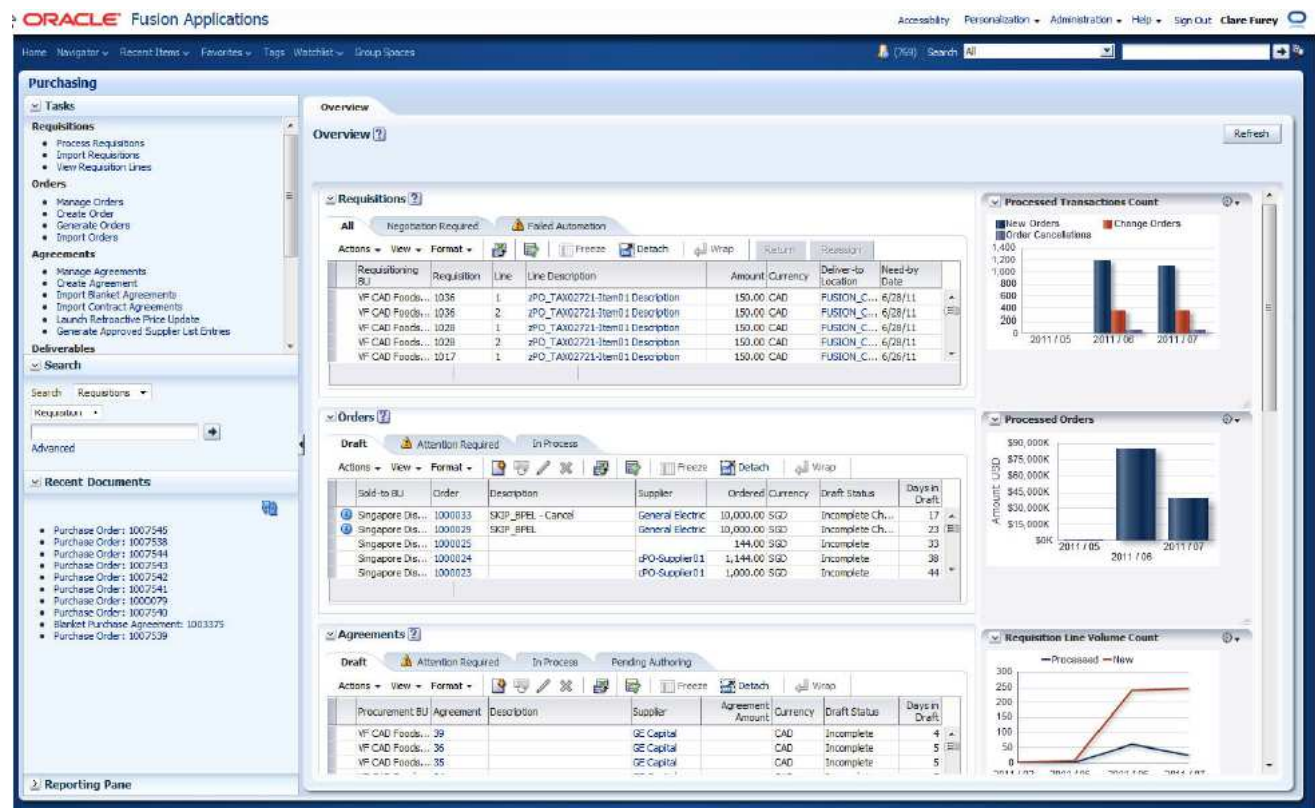 ORACLE Fusion Applications
Accessibility Personalization Administration Help Sign Out Clare Furey
Home Navigator Recent Items Favorites Tags Watchlist Group Spaces
Search All
Purchasing
Tasks
Requisitions
Process Requisitions
Import Requisitions
View Requisition Lines
Orders
Manage Orders
Create Order
Generate Orders
Import Orders
Agreements
Manage Agreements
Create Agreement
Import Blanket Agreements
Import Contract Agreements
Launch Retroactive Price Update
Generate Approved Supplier List Entries
Deliverables
Search
Search Requisitions
Requisition
Advanced
Recent Documents
Purchase Order: 1007545
Purchase Order: 1007538
Purchase Order: 1007544
Purchase Order: 1007543
Purchase Order: 1007542
Purchase Order: 1007541
Purchase Order: 1000079
Purchase Order: 1007540
Blanket Purchase Agreement: 1003375
Purchase Order: 1007539
Reporting Pane
Overview
Overview ?
Refresh
Requisitions ?
All Negotiation Required Failed Automation
Actions View Format Freeze Detach Wrap Return Reassign
Requisitioning BU Requisition Line Line Description Amount Currency Deliver-to Location Need-by Date
VF CAD Foods... 1036 1 zPO_TAX02721-Item01 Description 150.00 CAD FUSION_C... 6/28/11
VF CAD Foods... 1036 2 zPO_TAX02721-Item01 Description 150.00 CAD FUSION_C... 6/28/11
VF CAD Foods... 1028 1 zPO_TAX02721-Item01 Description 150.00 CAD FUSION_C... 6/28/11
VF CAD Foods... 1028 2 zPO_TAX02721-Item01 Description 150.00 CAD FUSION_C... 6/28/11
VF CAD Foods... 1017 1 zPO_TAX02721-Item01 Description 150.00 CAD FUSION_C... 6/26/11
Orders ?
Draft Attention Required In Process
Actions View Format Freeze Detach Wrap
Sold-to BU Order Description Supplier Ordered Currency Draft Status Days in Draft
Singapore Dis... 1000033 SKIP_BPEL - Cancel General Electric 10,000.00 SGD Incomplete Ch... 17
Singapore Dis... 1000029 SKIP_BPEL General Electric 10,000.00 SGD Incomplete Ch... 23
Singapore Dis... 1000025 144.00 SGD Incomplete 33
Singapore Dis... 1000024 zPO-Supplier01 1,144.00 SGD Incomplete 38
Singapore Dis... 1000023 zPO-Supplier01 1,000.00 SGD Incomplete 44
Agreements ?
Draft Attention Required In Process Pending Authoring
Actions View Format Freeze Detach Wrap
Procurement BU Agreement Description Supplier Agreement Amount Currency Draft Status Days in Draft
VF CAD Foods... 39 GE Capital CAD Incomplete 4
VF CAD Foods... 36 GE Capital CAD Incomplete 5
VF CAD Foods... 35 GE Capital CAD Incomplete 5
Processed Transactions Count
New Orders Change Orders
Order Cancellations
1,400
1,200
1,000
800
600
400
200
0
2011 / 05 2011 / 06 2011 / 07
Processed Orders
Amount USD
$90,000K
$75,000K
$60,000K
$45,000K
$30,000K
$15,000K
$0K
2011 / 05 2011 / 06 2011 / 07
Requisition Line Volume Count
Processed New
300
250
200
150
100
50
0